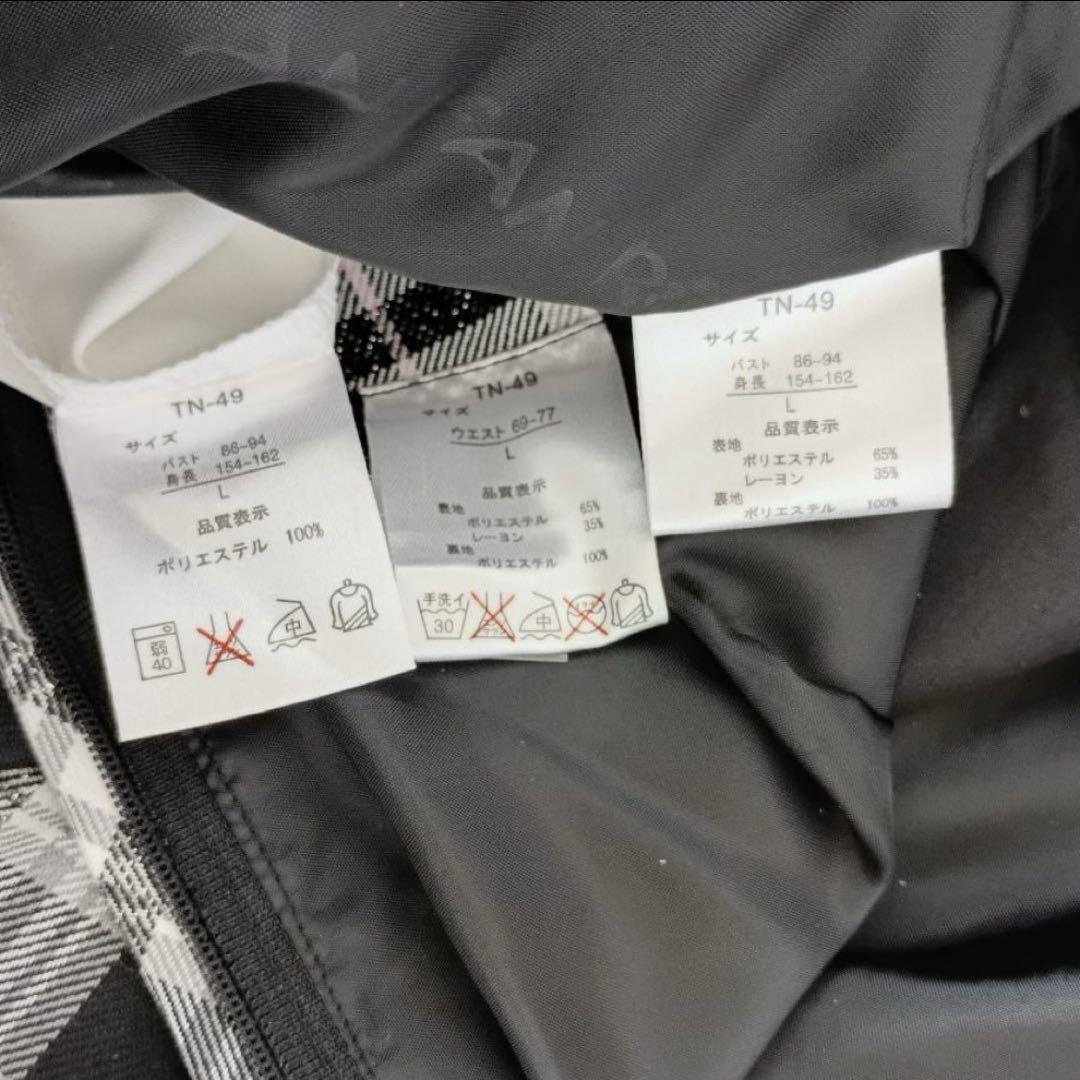 TN-49
サイズ
バスト 86~94
身長 154~162
L
品質表示
ポリエステル 100%
弱
40
中
TN-49
サイズ
ウエスト 69-77
L
品質表示
表地
ポリエステル 65%
レーヨン 35%
裏地
ポリエステル 100%
手洗イ
30
中
TN-49
サイズ
バスト 86-94
身長 154-162
L
品質表示
表地
ポリエステル 65%
レーヨン 35%
裏地
ポリエステル 100%